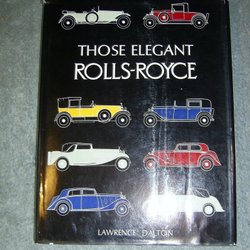 THOSE ELEGANT
ROLLS-ROYCE
LAWRENCE DALTON